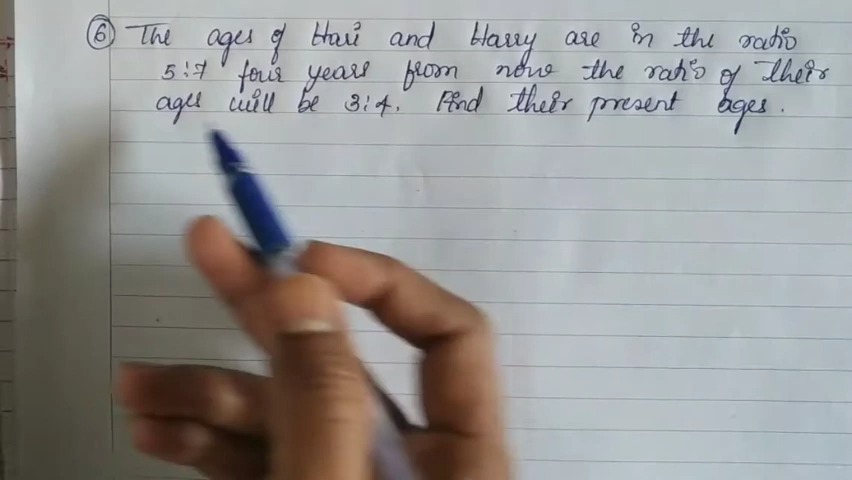 ⑥ The ages of Hari and Harry are in the ratio
5:7 four years from now the ratio of their
ages will be 3:4. Find their present ages.